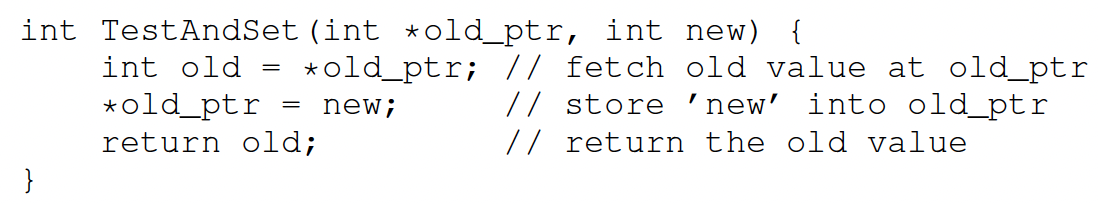 int TestAndSet(int *old_ptr, int new) {
    int old = *old_ptr; // fetch old value at old_ptr
    *old_ptr = new;     // store ’new’ into old_ptr
    return old;         // return the old value
}